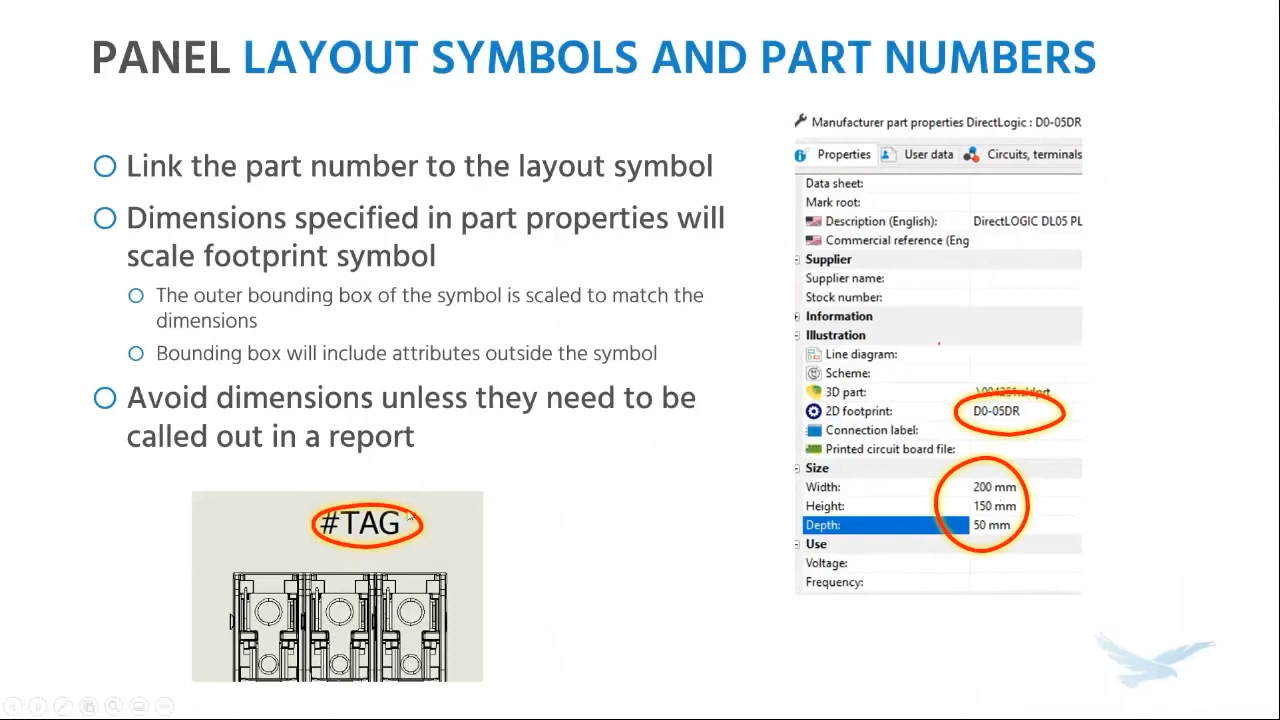 PANEL LAYOUT SYMBOLS AND PART NUMBERS
Link the part number to the layout symbol
Dimensions specified in part properties will
scale footprint symbol
The outer bounding box of the symbol is scaled to match the
dimensions
Bounding box will include attributes outside the symbol
Avoid dimensions unless they need to be
called out in a report
#TAG
Manufacturer part properties DirectLogic : D0-05DR
Properties User data Circuits, terminals
Data sheet:
Mark root:
Description (English): DirectLOGIC DL05 PL
Commercial reference (Eng
Supplier
Supplier name:
Stock number:
Information
Illustration
Line diagram:
Scheme:
3D part:
2D footprint: D0-05DR
Connection label:
Printed circuit board file:
Size
Width: 200 mm
Height: 150 mm
Depth: 50 mm
Use
Voltage:
Frequency: